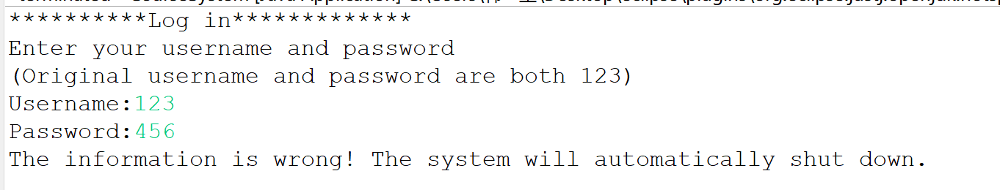 **********Log in*************
Enter your username and password
(Original username and password are both 123)
Username:123
Password:456
The information is wrong! The system will automatically shut down.